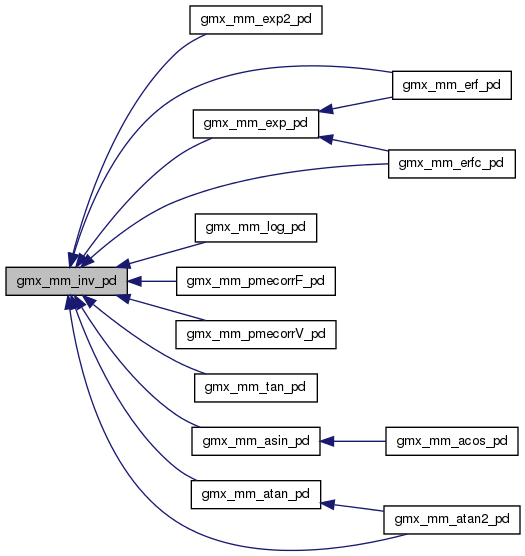 gmx_mm_exp2_pd
gmx_mm_erf_pd
gmx_mm_exp_pd
gmx_mm_erfc_pd
gmx_mm_log_pd
gmx_mm_inv_pd
gmx_mm_pmecorrF_pd
gmx_mm_pmecorrV_pd
gmx_mm_tan_pd
gmx_mm_asin_pd
gmx_mm_acos_pd
gmx_mm_atan_pd
gmx_mm_atan2_pd